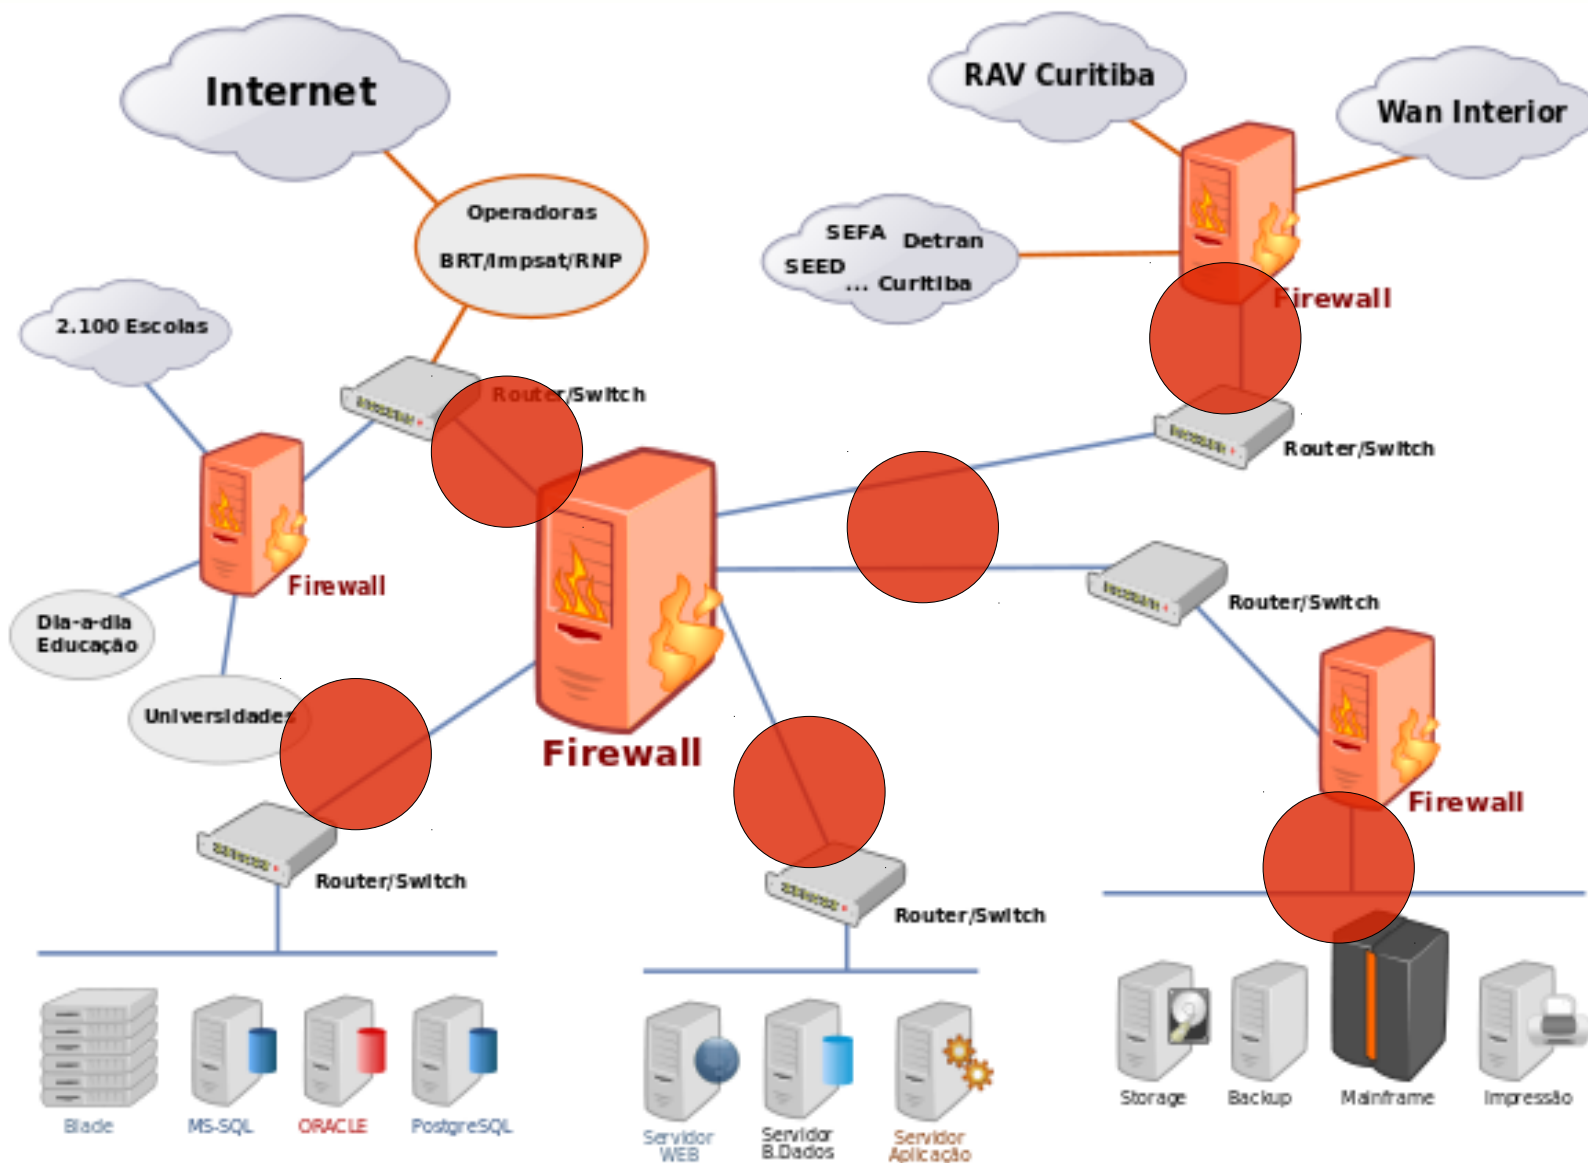 Internet
RAV Curitiba
Wan Interior
Operadoras
BRT/Impsat/RNP
SEFA Detran
SEED
... Curitiba
Firewall
2.100 Escolas
Router/Switch
Router/Switch
Firewall
Dia-a-dia
Educação
Universidades
Router/Switch
Firewall
Firewall
Router/Switch
Router/Switch
Blade
MS-SQL
ORACLE
PostgreSQL
Servidor
WEB
Servidor
B.Dados
Servidor
Aplicação
Storage
Backup
Mainframe
Impressão